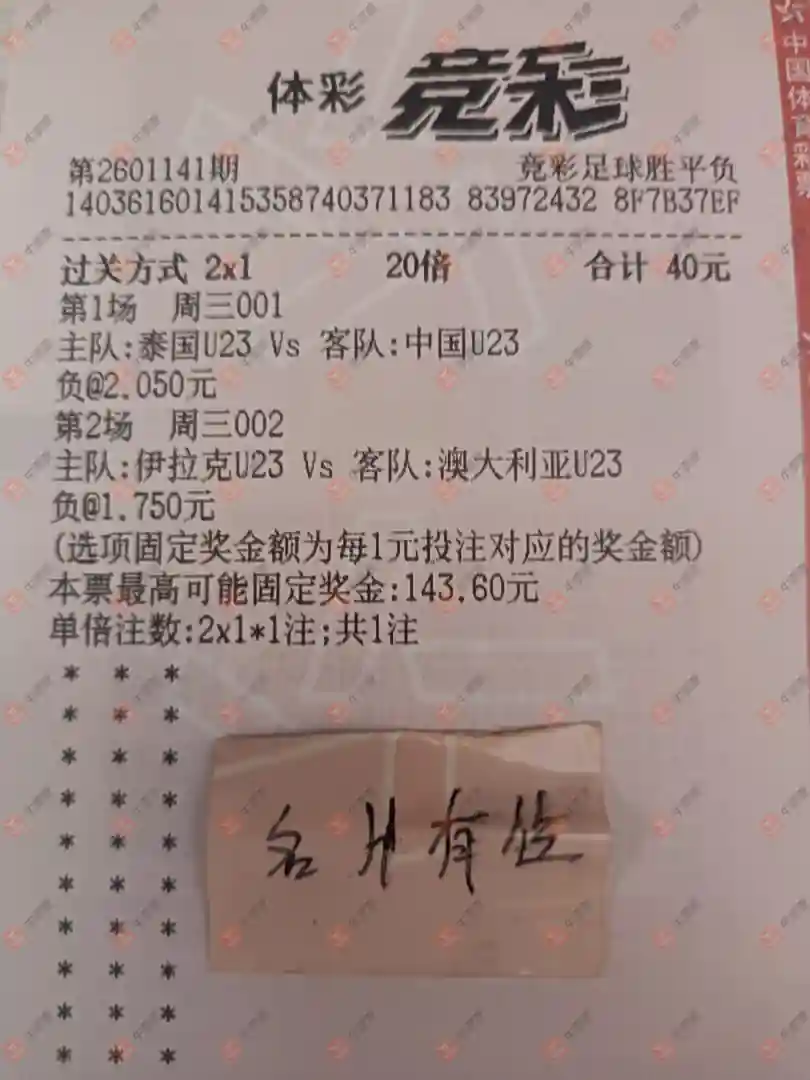 体彩 竞彩
第2601141期 竞彩足球胜平负
140361601415358740371183 83972432 8F7B37EF
过关方式 2x1 20倍 合计 40元
第1场 周三001
主队:泰国U23 Vs 客队:中国U23
负@2.050元
第2场 周三002
主队:伊拉克U23 Vs 客队:澳大利亚U23
负@1.750元
(选项固定奖金额为每1元投注对应的奖金额)
本票最高可能固定奖金:143.60元
单倍注数:2x1*1注;共1注
* * *
* * *
* * *
* * *
* * *
* * *
* * *
* * *
* * *
* * *
名片有售
中国体育彩票